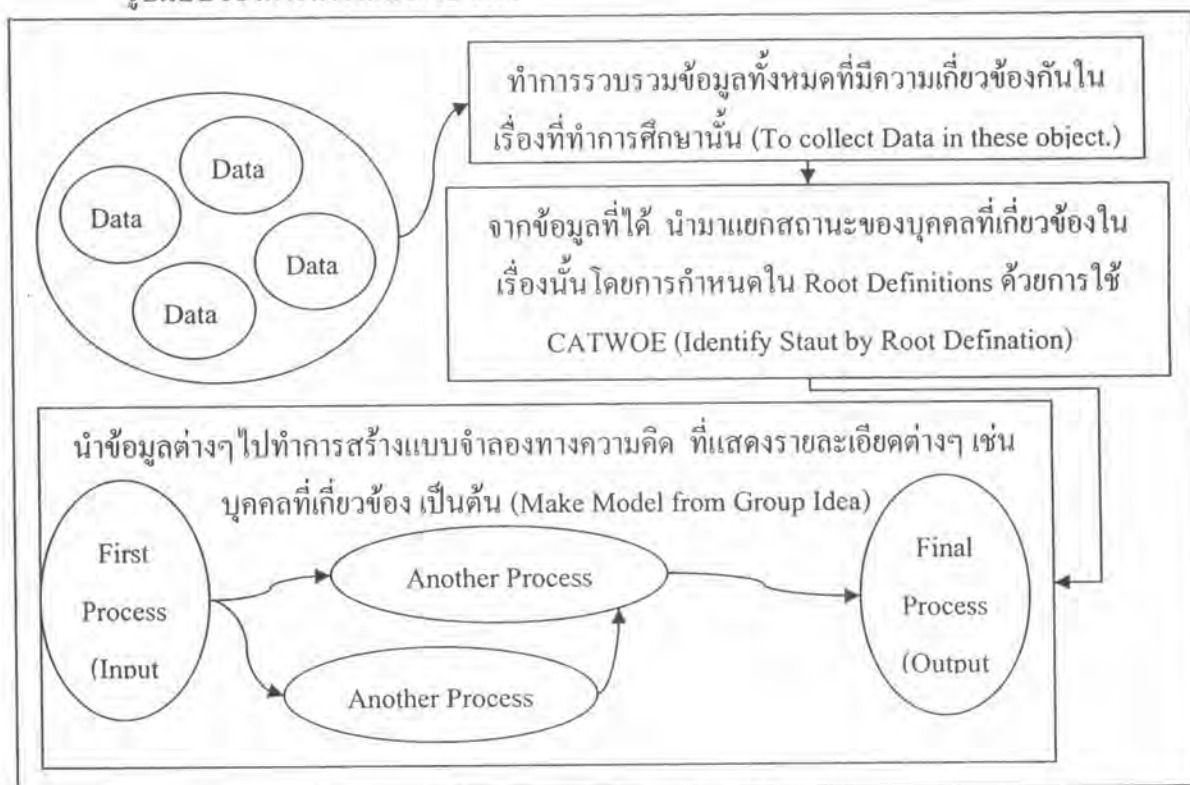 Data
Data
Data
Data
ทำการรวบรวมข้อมูลทั้งหมดที่มีความเกี่ยวข้องกันใน
เรื่องที่ทำการศึกษานั้น (To collect Data in these object.)
จากข้อมูลที่ได้ นำมาแยกสถานะของบุคคลที่เกี่ยวข้องใน
เรื่องนั้นโดยการกำหนดใน Root Definitions ด้วยการใช้
CATWOE (Identify Staut by Root Defination)
นำข้อมูลต่างๆ ไปทำการสร้างแบบจำลองทางความคิด ที่แสดงรายละเอียดต่างๆ เช่น
บุคคลที่เกี่ยวข้อง เป็นต้น (Make Model from Group Idea)
First
Process
(Input
Another Process
Another Process
Final
Process
(Output